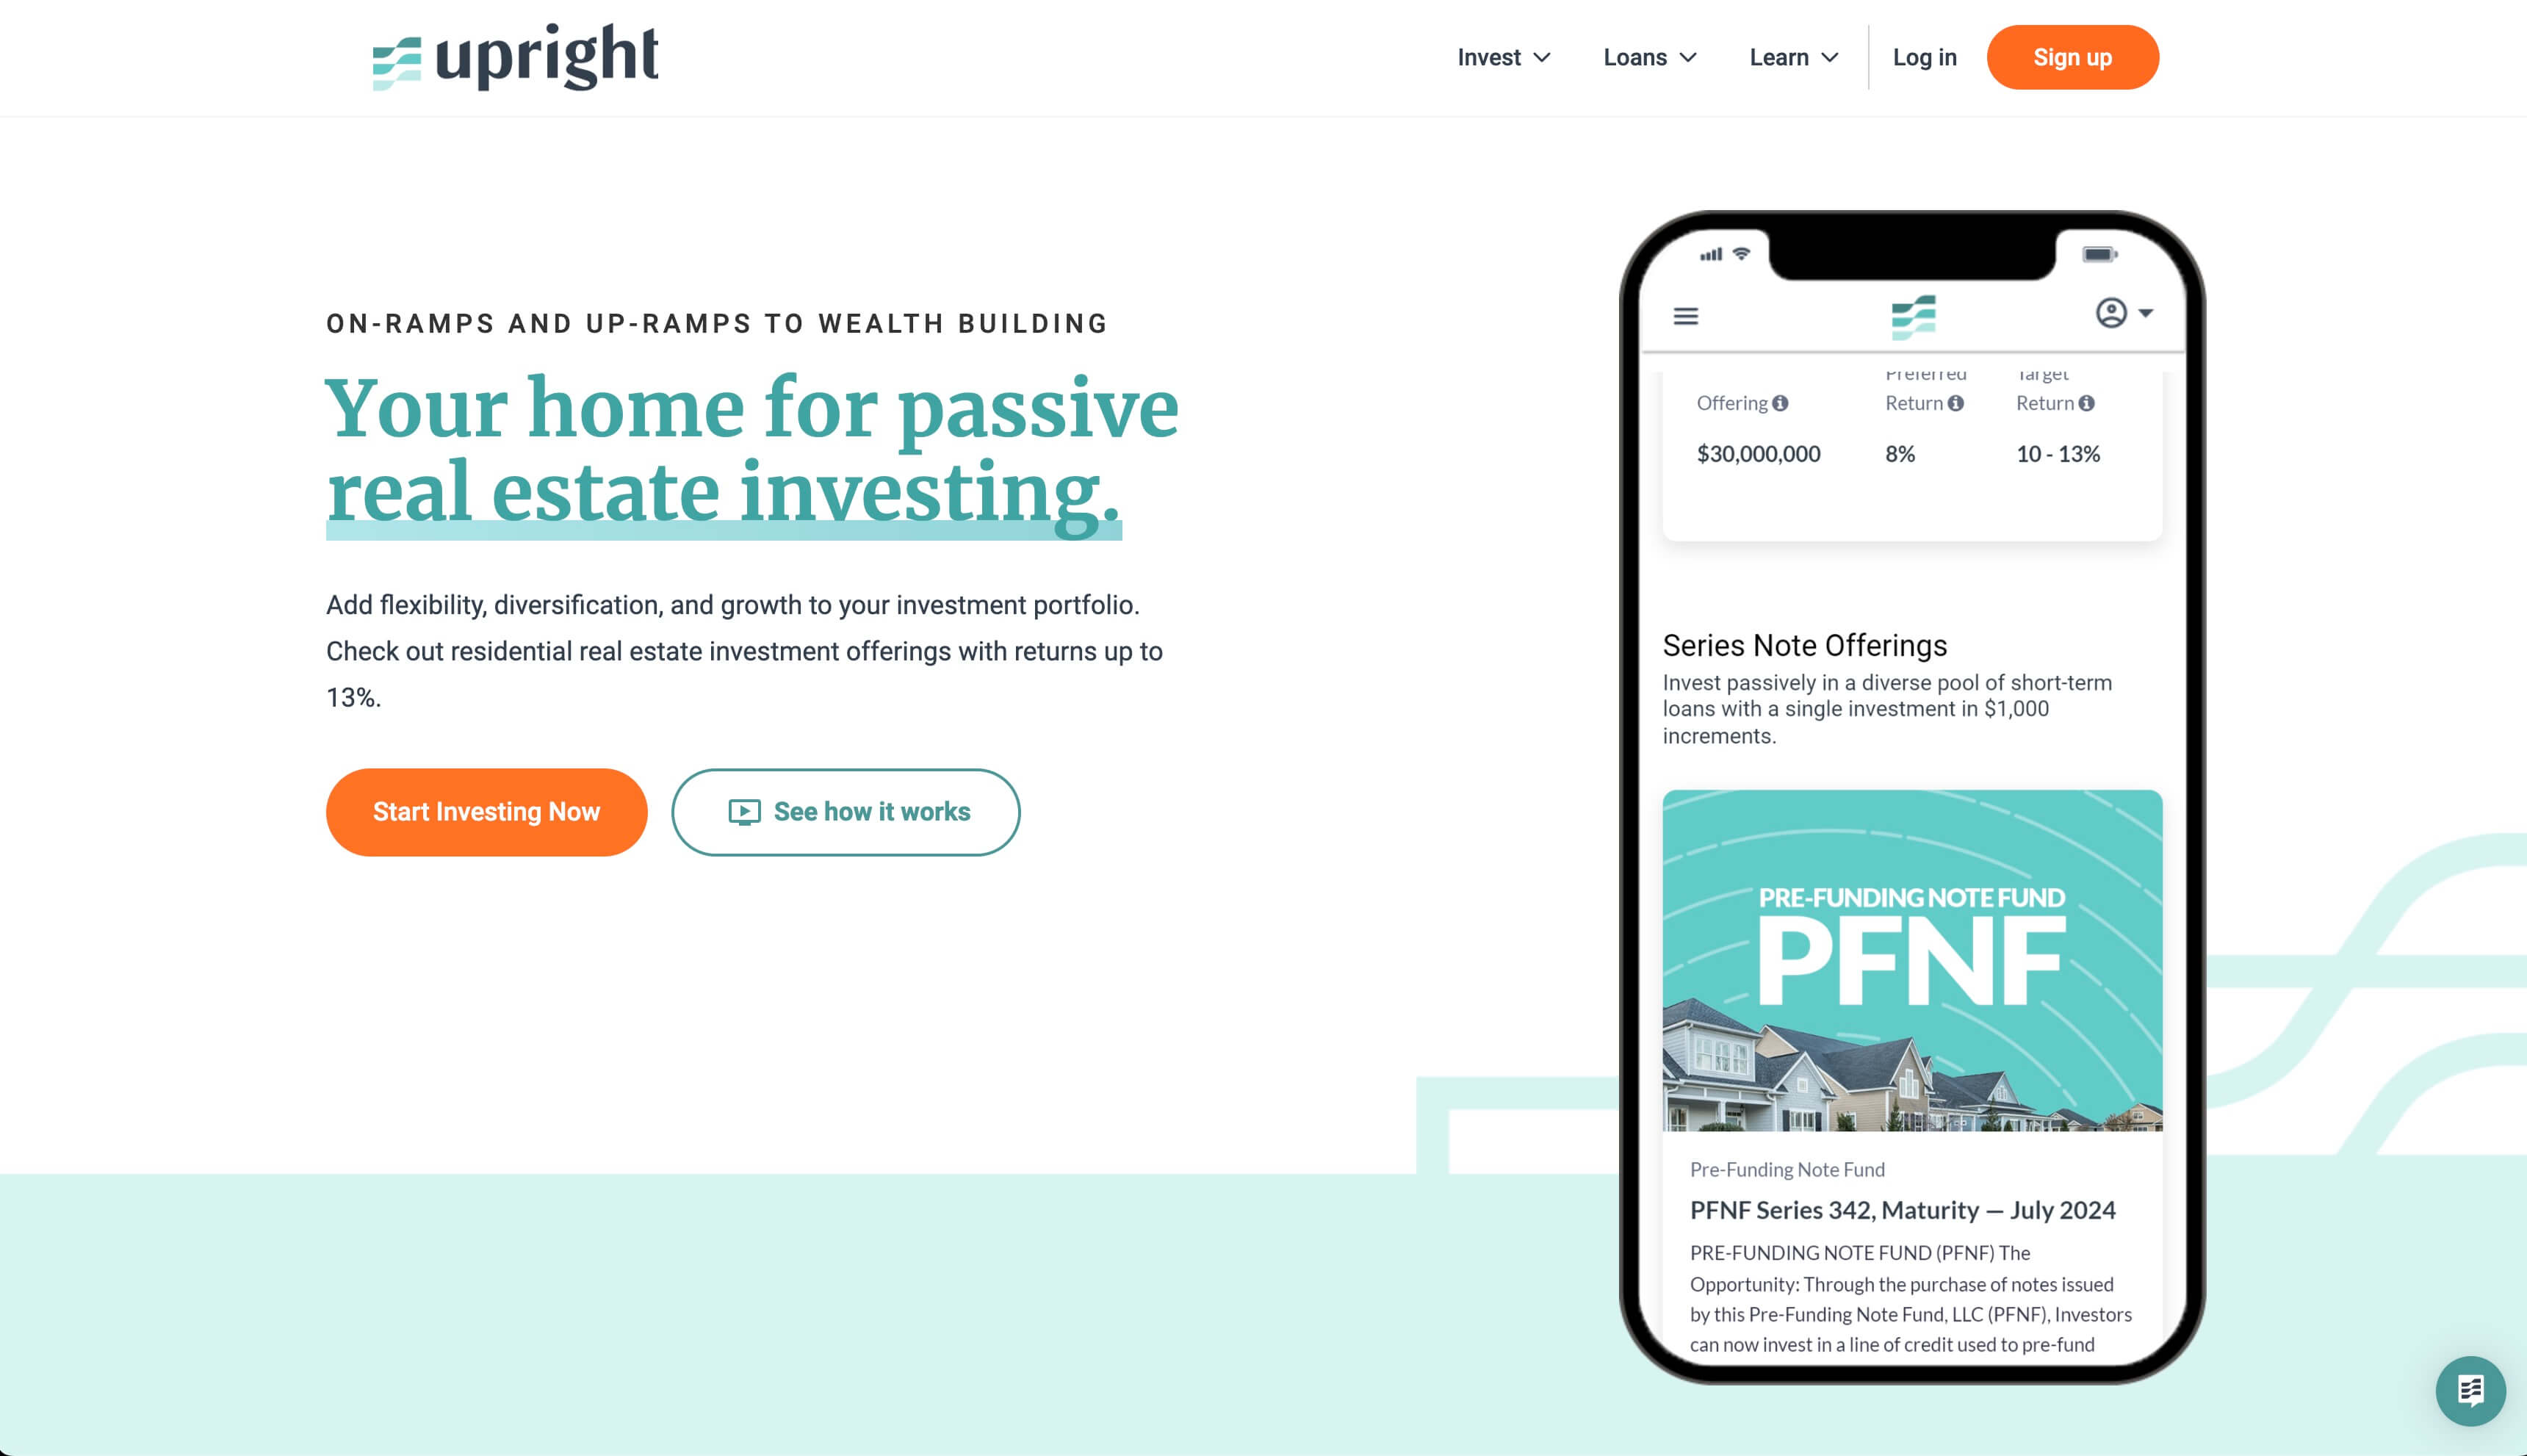 upright
Invest
Loans
Learn
Log in
Sign up
ON-RAMPS AND UP-RAMPS TO WEALTH BUILDING
Your home for passive
real estate investing.
Add flexibility, diversification, and growth to your investment portfolio.
Check out residential real estate investment offerings with returns up to
13%.
Start Investing Now
See how it works
Preferred Target
Offering Return Return
$30,000,000 8% 10 - 13%
Series Note Offerings
Invest passively in a diverse pool of short-term
loans with a single investment in $1,000
increments.
PRE-FUNDING NOTE FUND
PFNF
Pre-Funding Note Fund
PFNF Series 342, Maturity — July 2024
PRE-FUNDING NOTE FUND (PFNF) The
Opportunity: Through the purchase of notes issued
by this Pre-Funding Note Fund, LLC (PFNF), Investors
can now invest in a line of credit used to pre-fund